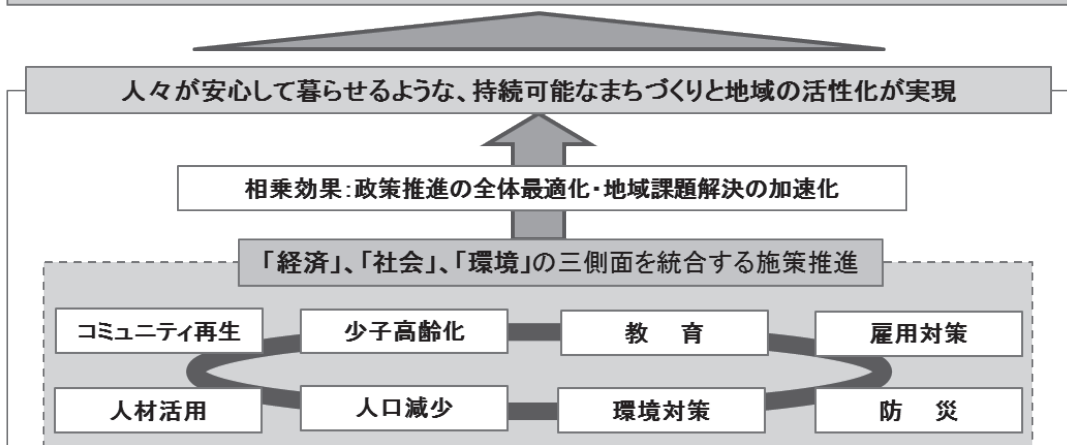 人々が安心して暮らせるような、持続可能なまちづくりと地域の活性化が実現
相乗効果:政策推進の全体最適化・地域課題解決の加速化
「経済」、「社会」、「環境」の三側面を統合する施策推進
コミュニティ再生 少子高齢化 教 育 雇用対策
人材活用 人口減少 環境対策 防 災